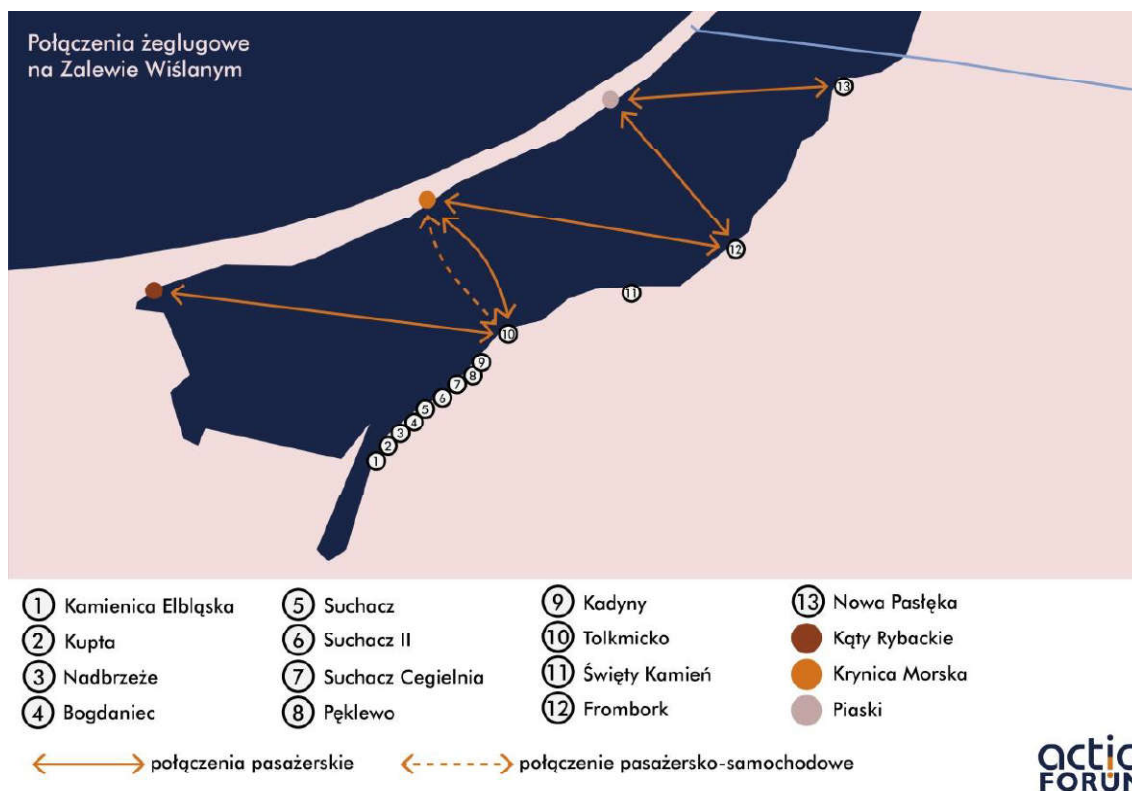 Połączenia żeglugowe
na Zalewie Wiślanym
13
12
11
10
9
8
7
6
5
4
3
2
1
1 Kamienica Elbląska
2 Kupta
3 Nadbrzeże
4 Bogdaniec
5 Suchacz
6 Suchacz II
7 Suchacz Cegielnia
8 Pęklewo
9 Kadyny
10 Tolkmicko
11 Święty Kamień
12 Frombork
13 Nowa Pasłęka
Kąty Rybackie
Krynica Morska
Piaski
połączenia pasażerskie
połączenie pasażersko-samochodowe
actio
FORUM